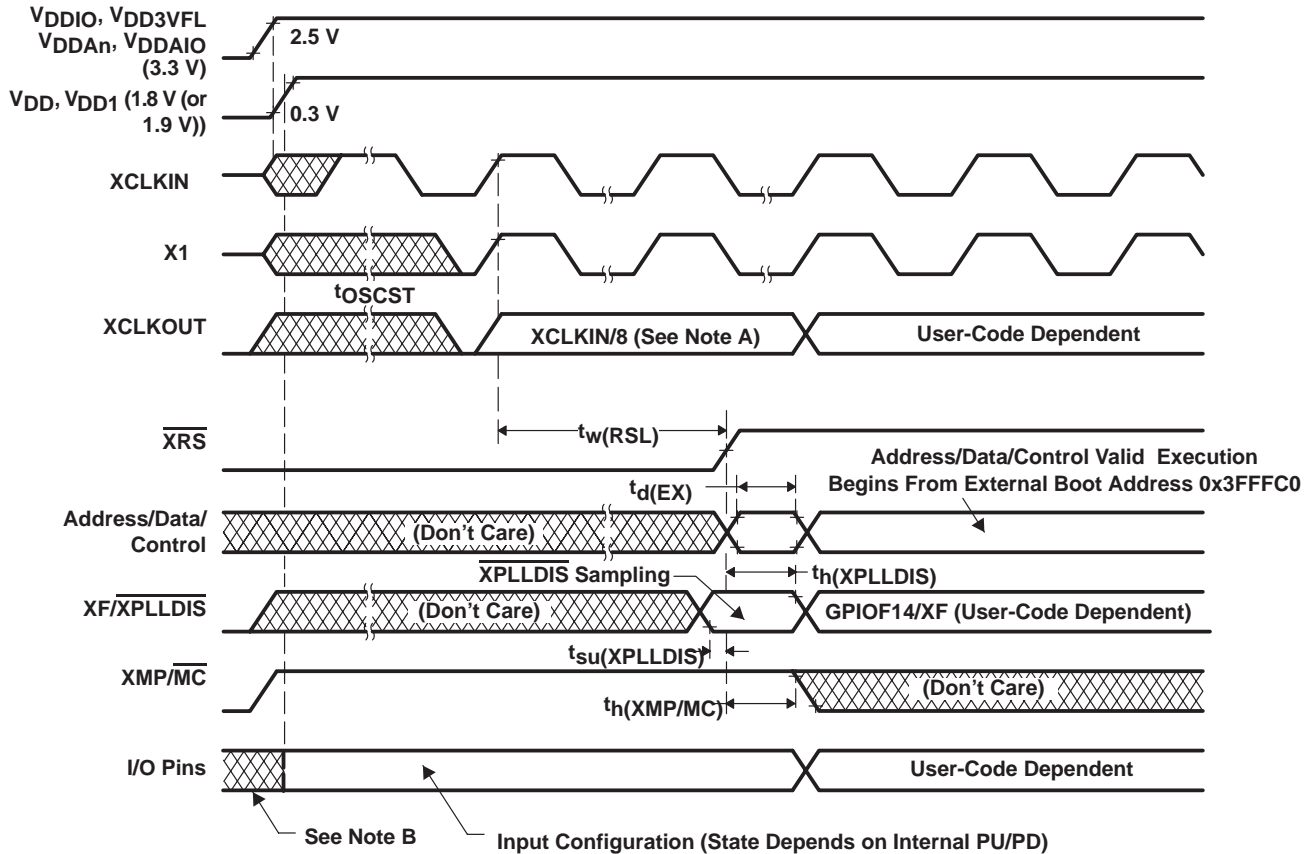 VDDIO, VDD3VFL
VDDAn, VDDAIO
(3.3 V)
2.5 V
VDD, VDD1 (1.8 V (or
1.9 V))
0.3 V
XCLKIN
X1
tOSCST
XCLKOUT
XCLKIN/8 (See Note A)
User-Code Dependent
XRS
tw(RSL)
Address/Data/Control Valid Execution
Begins From External Boot Address 0x3FFFC0
td(EX)
Address/Data/
Control
(Don't Care)
XPLLDIS Sampling
th(XPLLDIS)
XF/XPLLDIS
(Don't Care)
GPIOF14/XF (User-Code Dependent)
tsu(XPLLDIS)
XMP/MC
(Don't Care)
th(XMP/MC)
I/O Pins
User-Code Dependent
See Note B
Input Configuration (State Depends on Internal PU/PD)